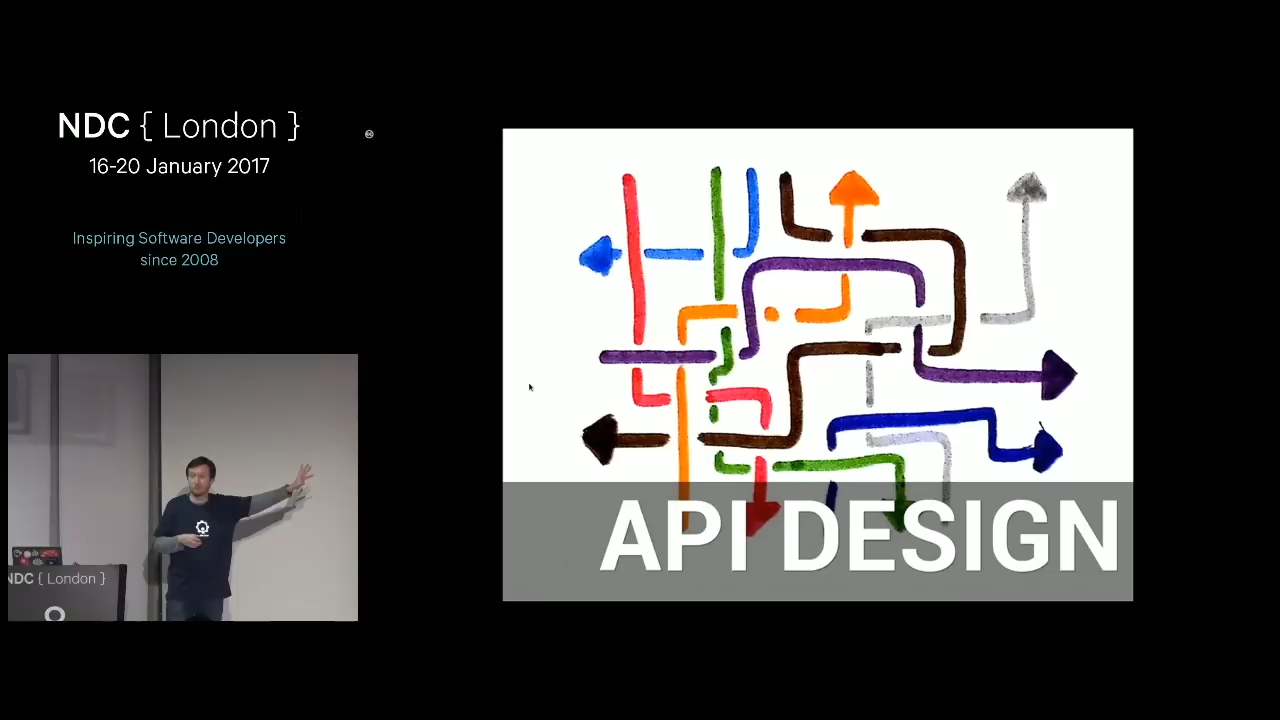 NDC { London }
16-20 January 2017
Inspiring Software Developers
since 2008
NDC { London }
API DESIGN